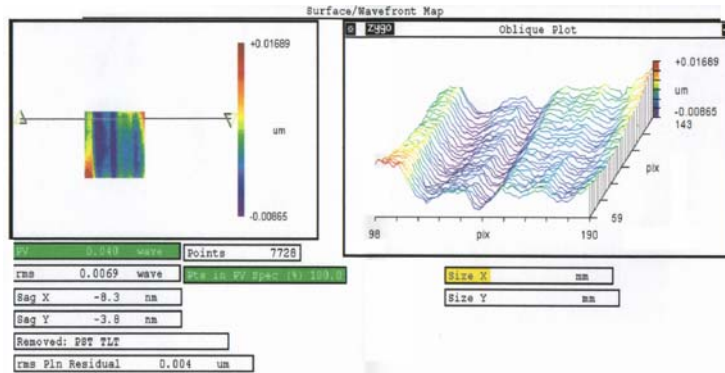 Surface/Wavefront Map
+0.01689
um
-0.00865
zygo Oblique Plot
+0.01689
um
-0.00865
143
pix
59
98 pix 190
PV 0.040 wave
Points 7728
rms 0.0069 wave
Pts in PV Spec (%) 100.0
Sag X -8.3 nm
Sag Y -3.8 nm
Removed: PST TLT
rms Pln Residual 0.004 um
Size X mm
Size Y mm